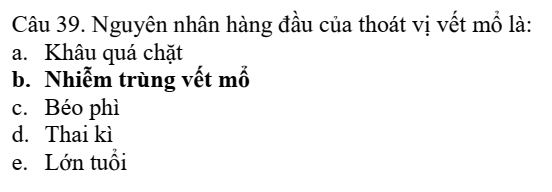 Câu 39. Nguyên nhân hàng đầu của thoát vị vết mổ là:
a. Khâu quá chặt
b. Nhiễm trùng vết mổ
c. Béo phì
d. Thai kì
e. Lớn tuổi